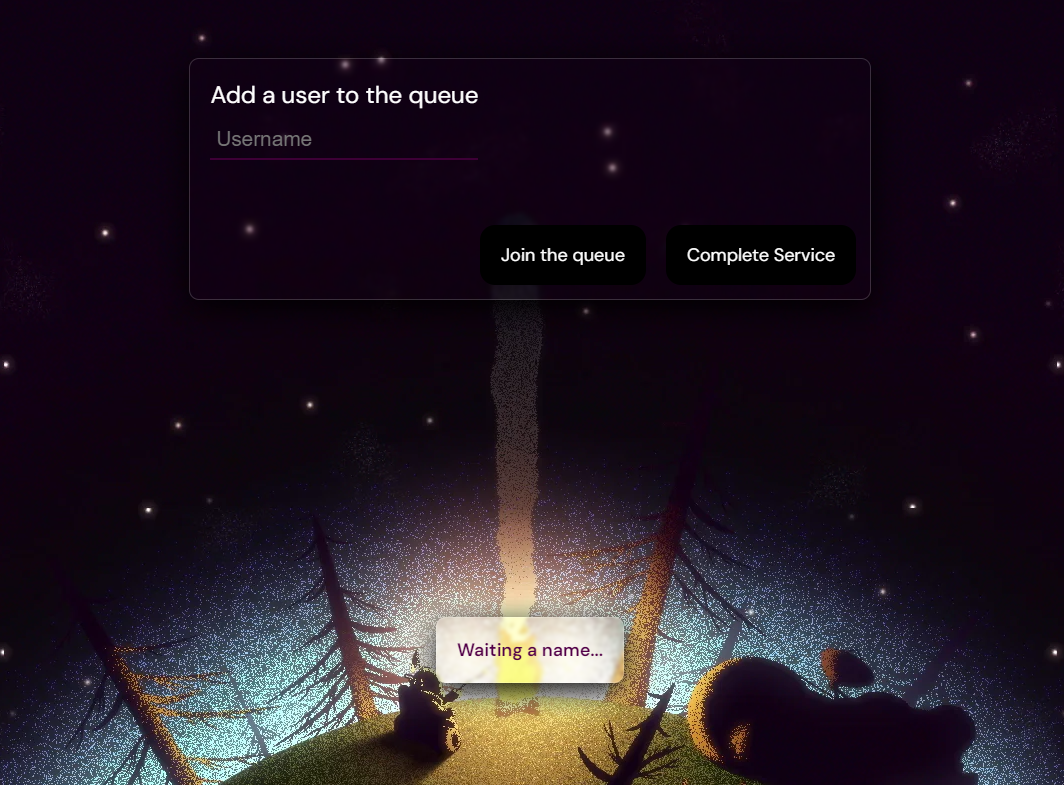 Add a user to the queue
Username
Join the queue
Complete Service
Waiting a name...